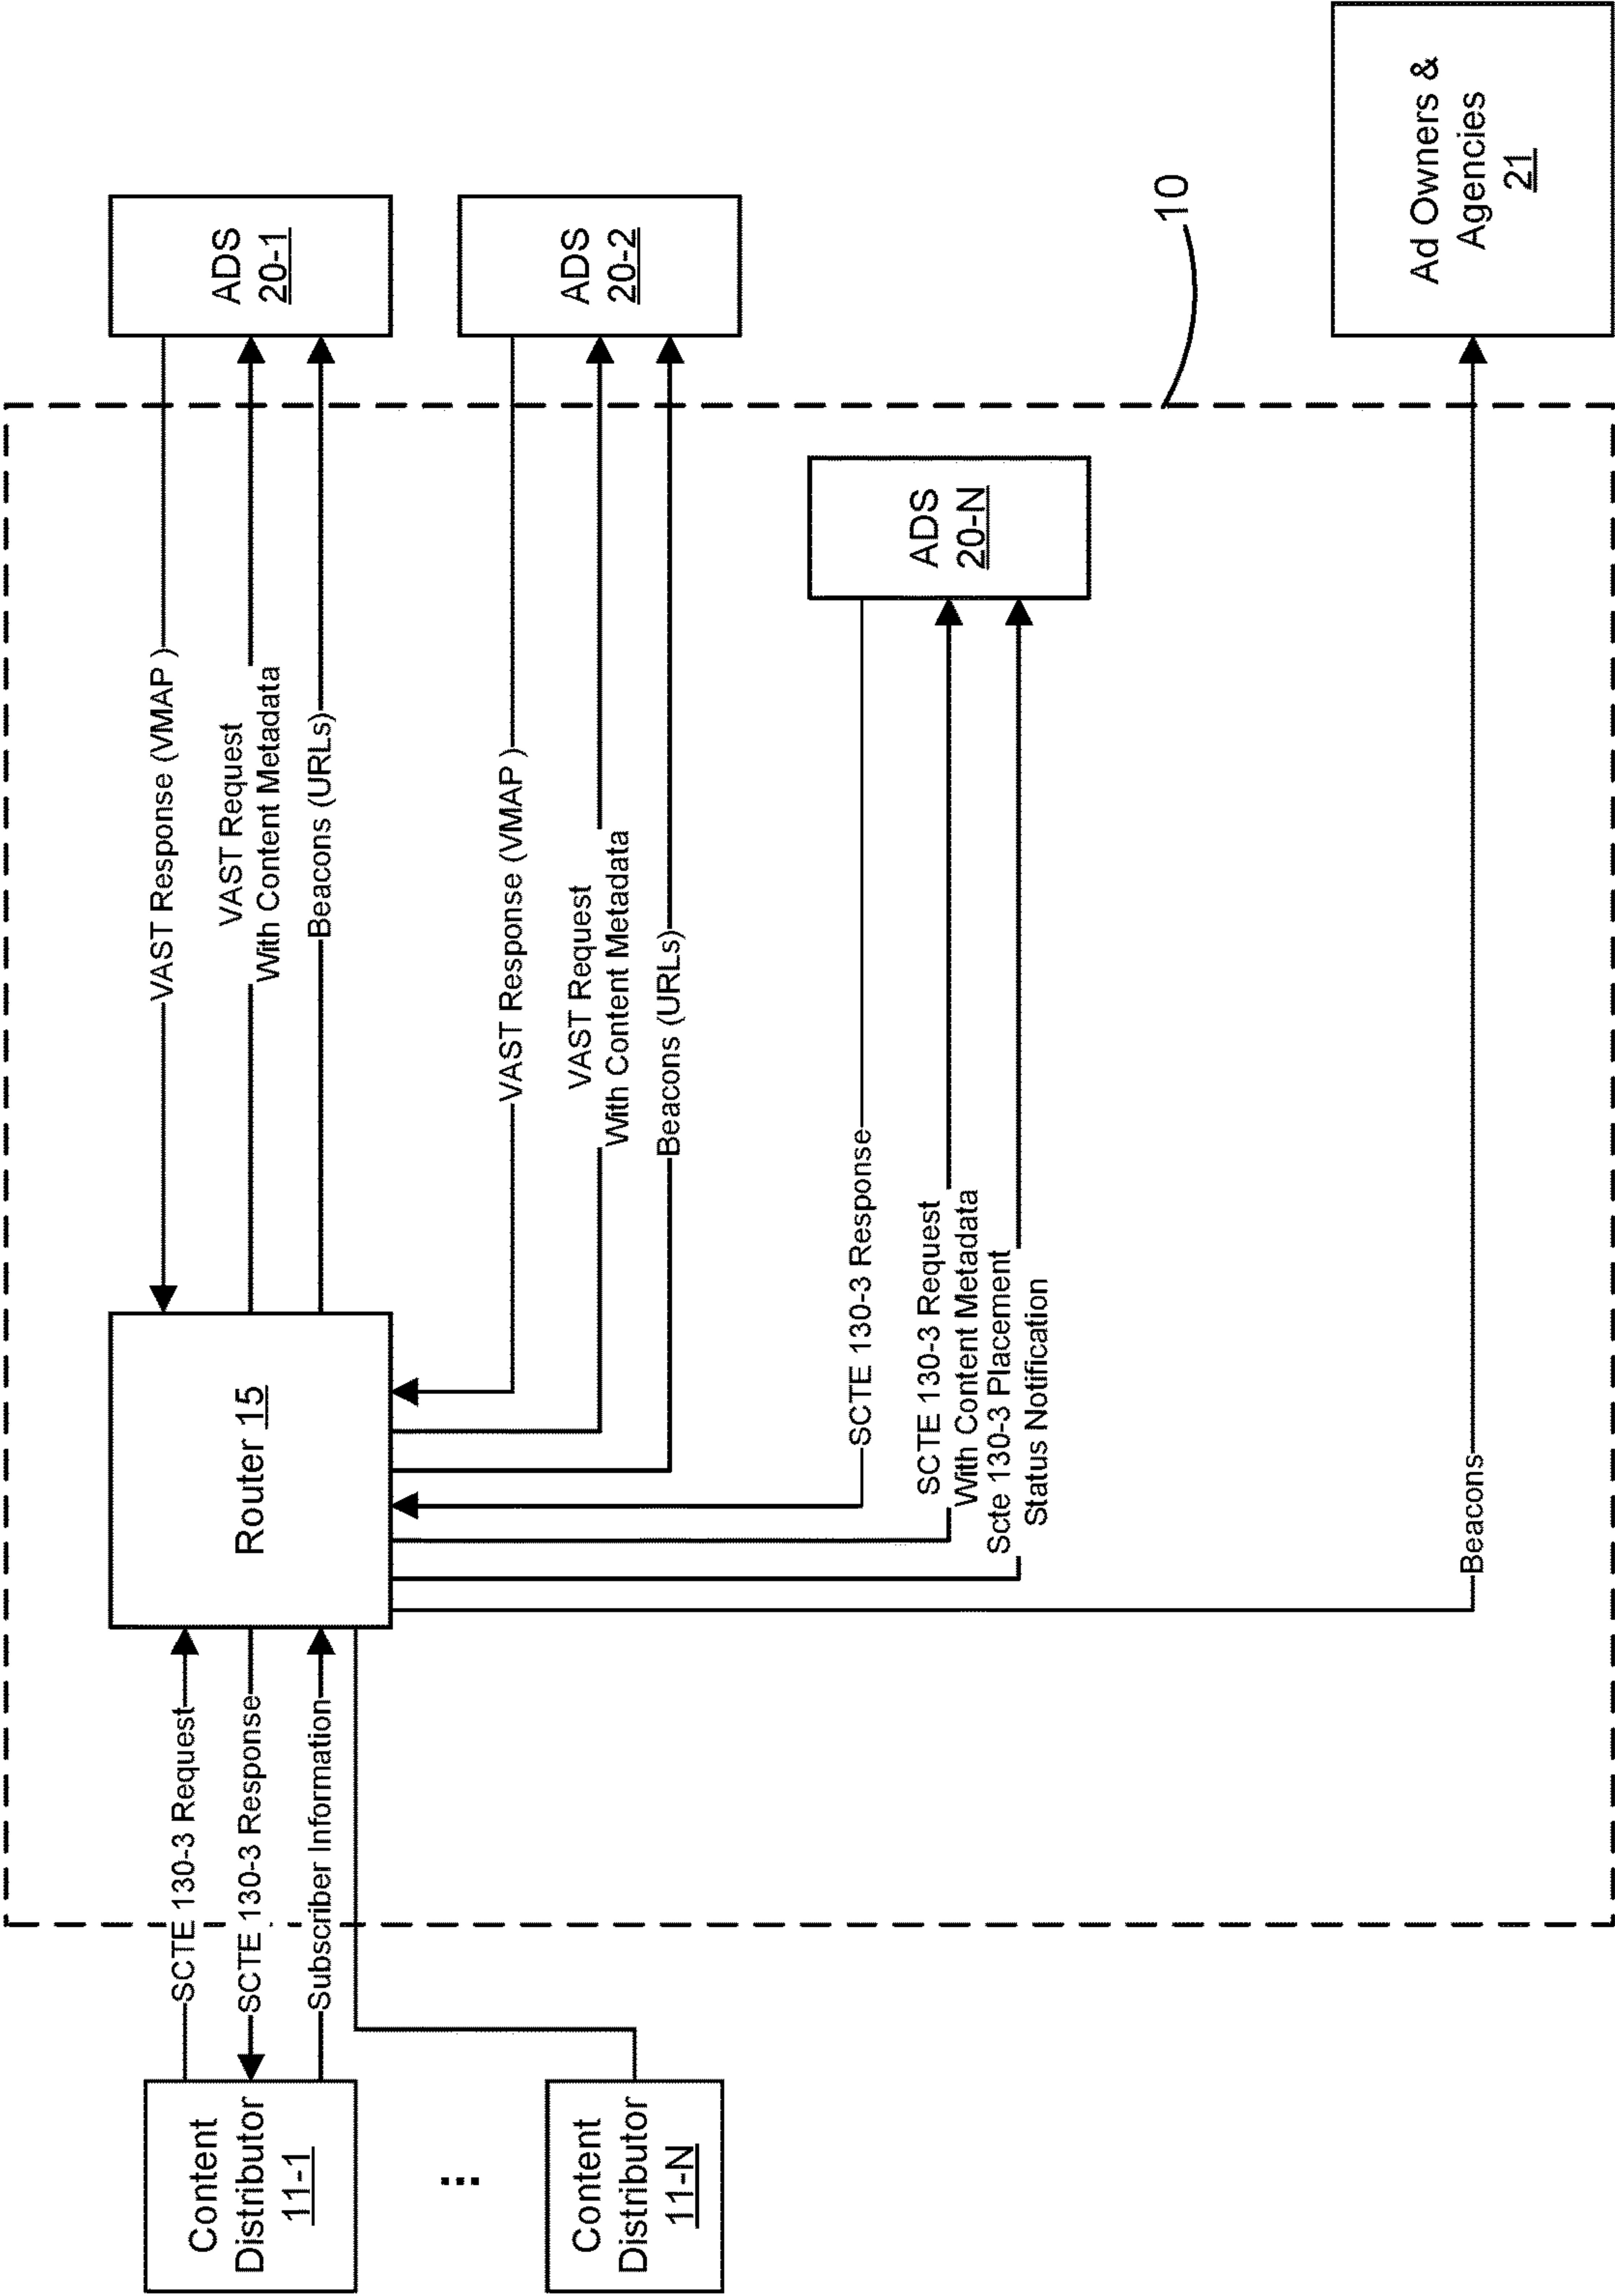 Content
Distributor
11-1
⋮
Content
Distributor
11-N
SCTE 130-3 Request
SCTE 130-3 Response
Subscriber Information
Router 15
VAST Response (VMAP )
VAST Request
With Content Metadata
Beacons (URLs)
ADS
20-1
VAST Response (VMAP )
VAST Request
With Content Metadata
Beacons (URLs)
ADS
20-2
SCTE 130-3 Response
SCTE 130-3 Request
With Content Metadata
Scte 130-3 Placement
Status Notification
ADS
20-N
10
Beacons
Ad Owners &
Agencies
21